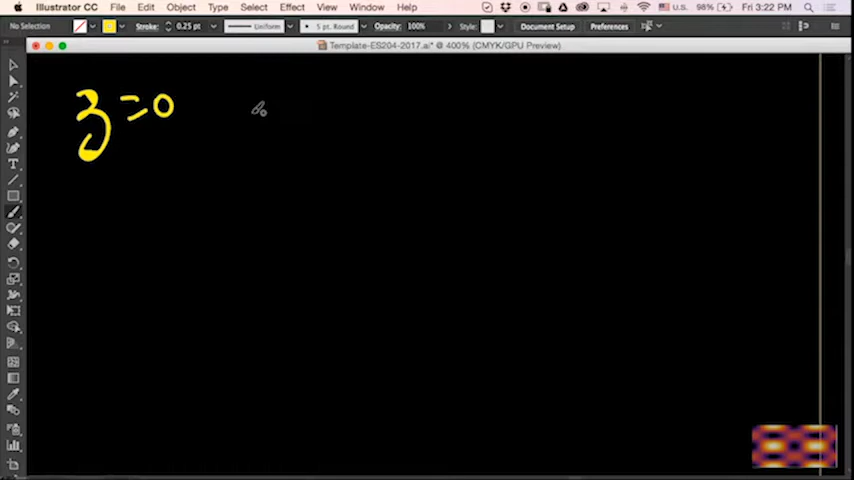 Illustrator CC File Edit Object Type Select Effect View Window Help U.S. 98% Fri 3:22 PM
No Selection Stroke: 0.25 pt Uniform 5 pt. Round Opacity: 100% Style: Document Setup Preferences
Template-ES204-2017.ai* @ 400% (CMYK/GPU Preview)
z=0